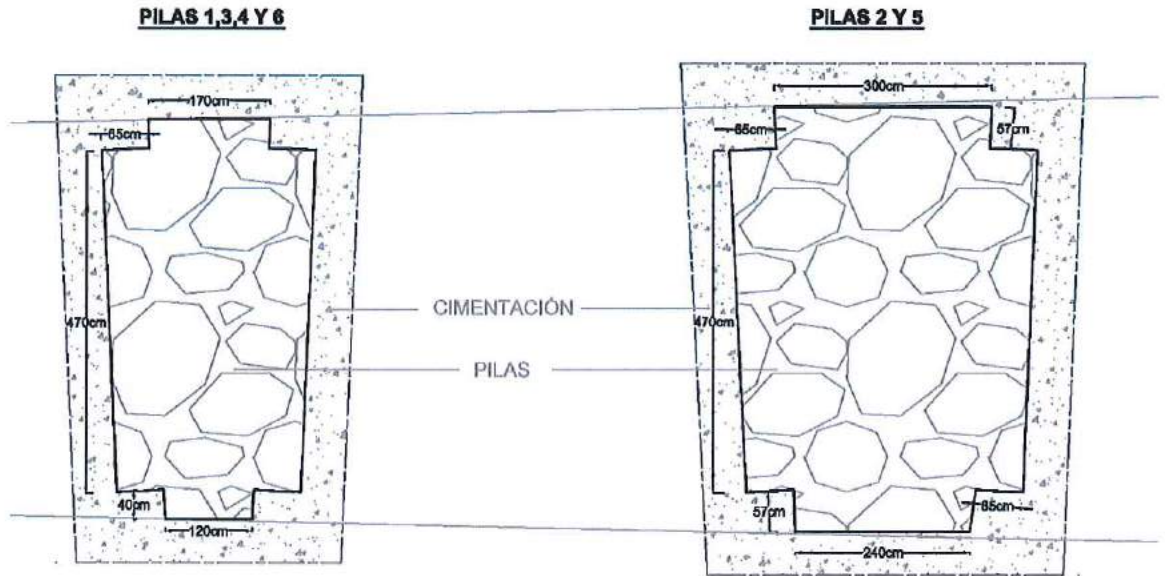 PILAS 1,3,4 Y 6
PILAS 2 Y 5
170cm
300cm
65cm
65cm
57cm
470cm
CIMENTACIÓN
470cm
PILAS
40cm
120cm
57cm
65cm
240cm